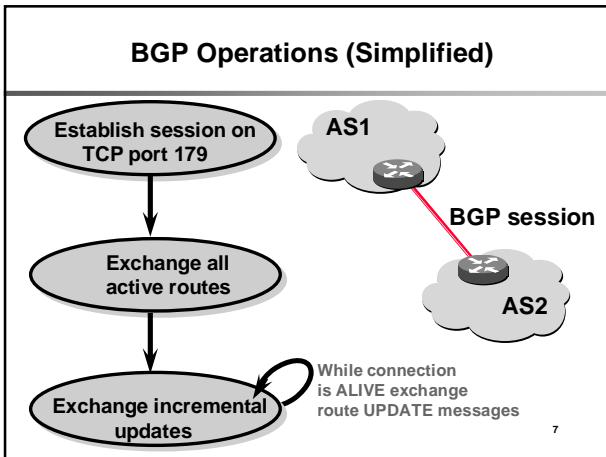 BGP Operations (Simplified)
Establish session on
TCP port 179
AS1
BGP session
Exchange all
active routes
AS2
While connection
is ALIVE exchange
route UPDATE messages
Exchange incremental
updates
7